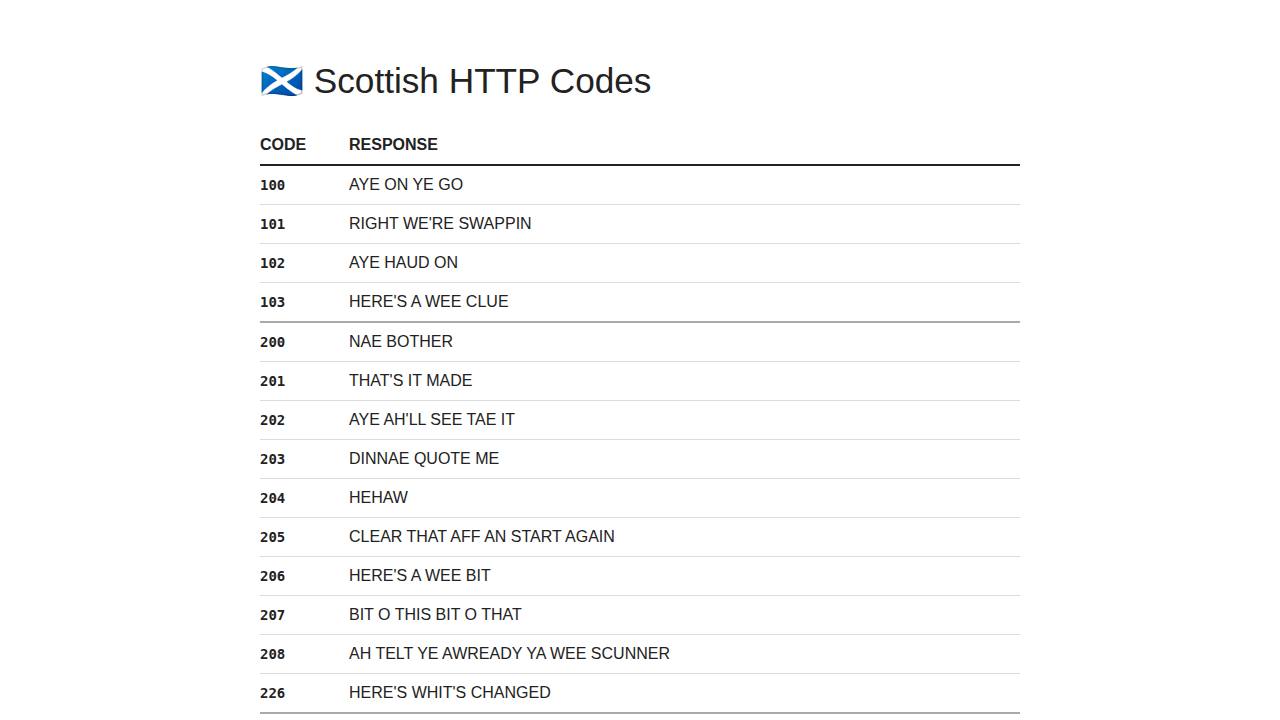 Scottish HTTP Codes
CODE RESPONSE
100 AYE ON YE GO
101 RIGHT WE'RE SWAPPIN
102 AYE HAUD ON
103 HERE'S A WEE CLUE
200 NAE BOTHER
201 THAT'S IT MADE
202 AYE AH'LL SEE TAE IT
203 DINNAE QUOTE ME
204 HEHAW
205 CLEAR THAT AFF AN START AGAIN
206 HERE'S A WEE BIT
207 BIT O THIS BIT O THAT
208 AH TELT YE AWREADY YA WEE SCUNNER
226 HERE'S WHIT'S CHANGED